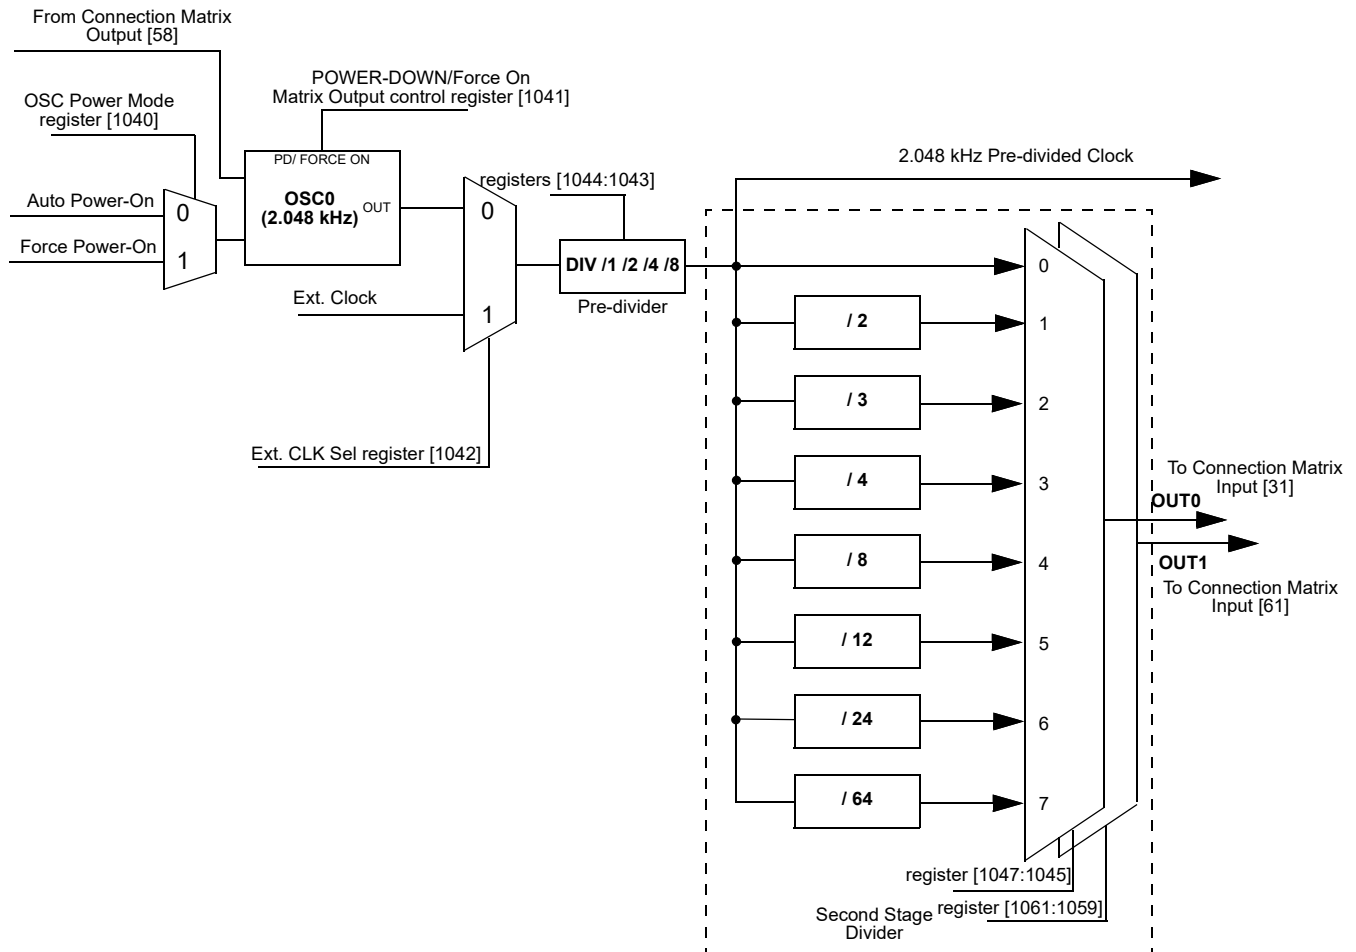 From Connection Matrix
Output [58]
POWER-DOWN/Force On
Matrix Output control register [1041]
OSC Power Mode
register [1040]
PD/ FORCE ON
OSC0
(2.048 kHz)
OUT
Auto Power-On
0
Force Power-On
1
0
Ext. Clock
1
Ext. CLK Sel register [1042]
registers [1044:1043]
DIV /1 /2 /4 /8
Pre-divider
2.048 kHz Pre-divided Clock
0
/ 2
1
/ 3
2
/ 4
3
/ 8
4
/ 12
5
/ 24
6
/ 64
7
To Connection Matrix
Input [31]
OUT0
OUT1
To Connection Matrix
Input [61]
register [1047:1045]
register [1061:1059]
Second Stage
Divider